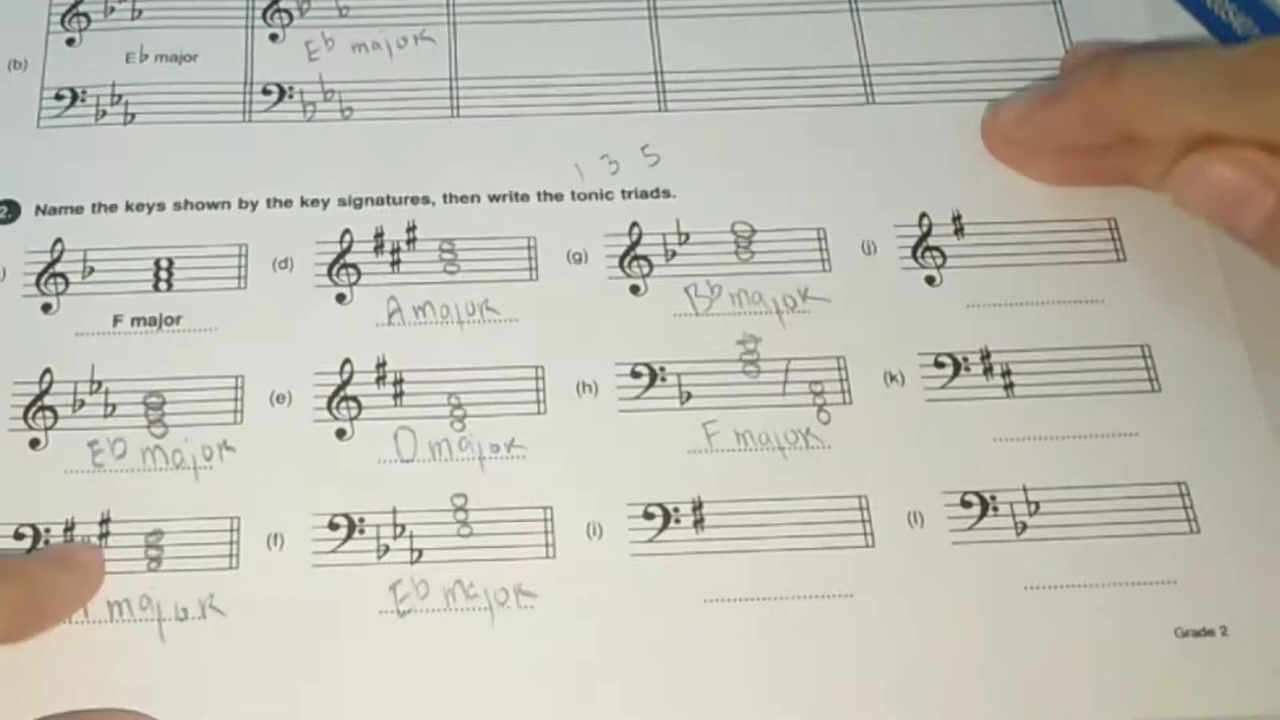 (b)
Eb major
Eb major
1 3 5
2. Name the keys shown by the key signatures, then write the tonic triads.
(d)
(g)
(j)
F major
A major
Bb major
(e)
(h)
(k)
Eb major
D major
F major
(f)
(i)
(l)
major
Eb major
Grade 2